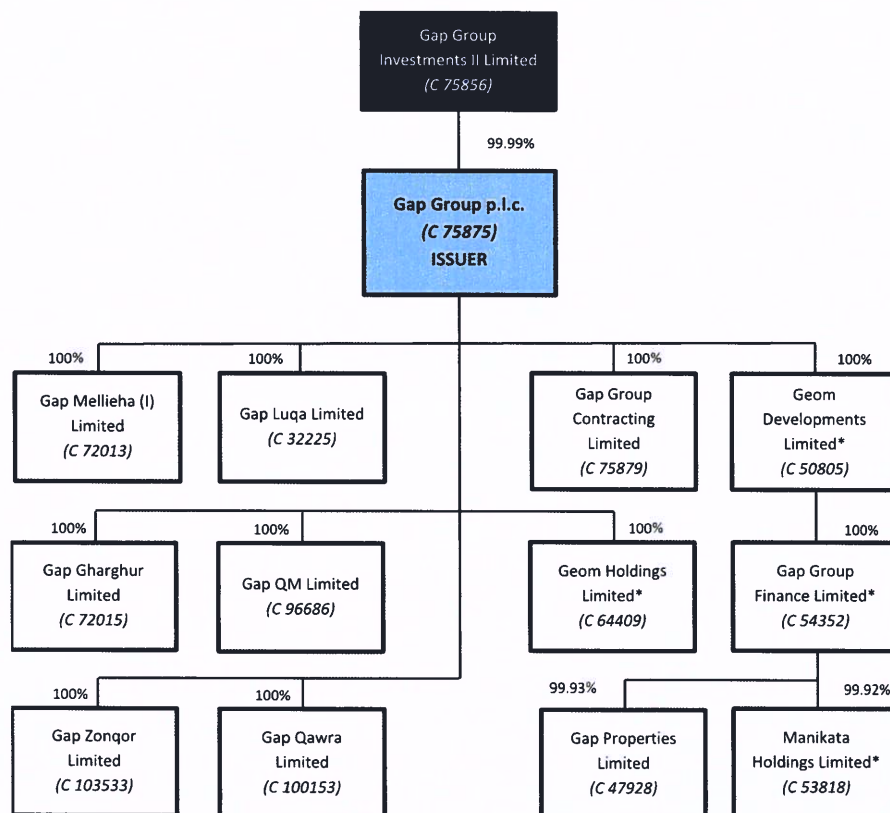 Gap Group
Investments II Limited
(C 75856)
99.99%
Gap Group p.l.c.
(C 75875)
ISSUER
100%
100%
100%
100%
Gap Mellieha (I)
Limited
(C 72013)
Gap Luqa Limited
(C 32225)
Gap Group
Contracting
Limited
(C 75879)
Geom
Developments
Limited*
(C 50805)
100%
100%
100%
100%
Gap Gharghur
Limited
(C 72015)
Gap QM Limited
(C 96686)
Geom Holdings
Limited*
(C 64409)
Gap Group
Finance Limited*
(C 54352)
100%
100%
99.93%
99.92%
Gap Zonqor
Limited
(C 103533)
Gap Qawra
Limited
(C 100153)
Gap Properties
Limited
(C 47928)
Manikata
Holdings Limited*
(C 53818)